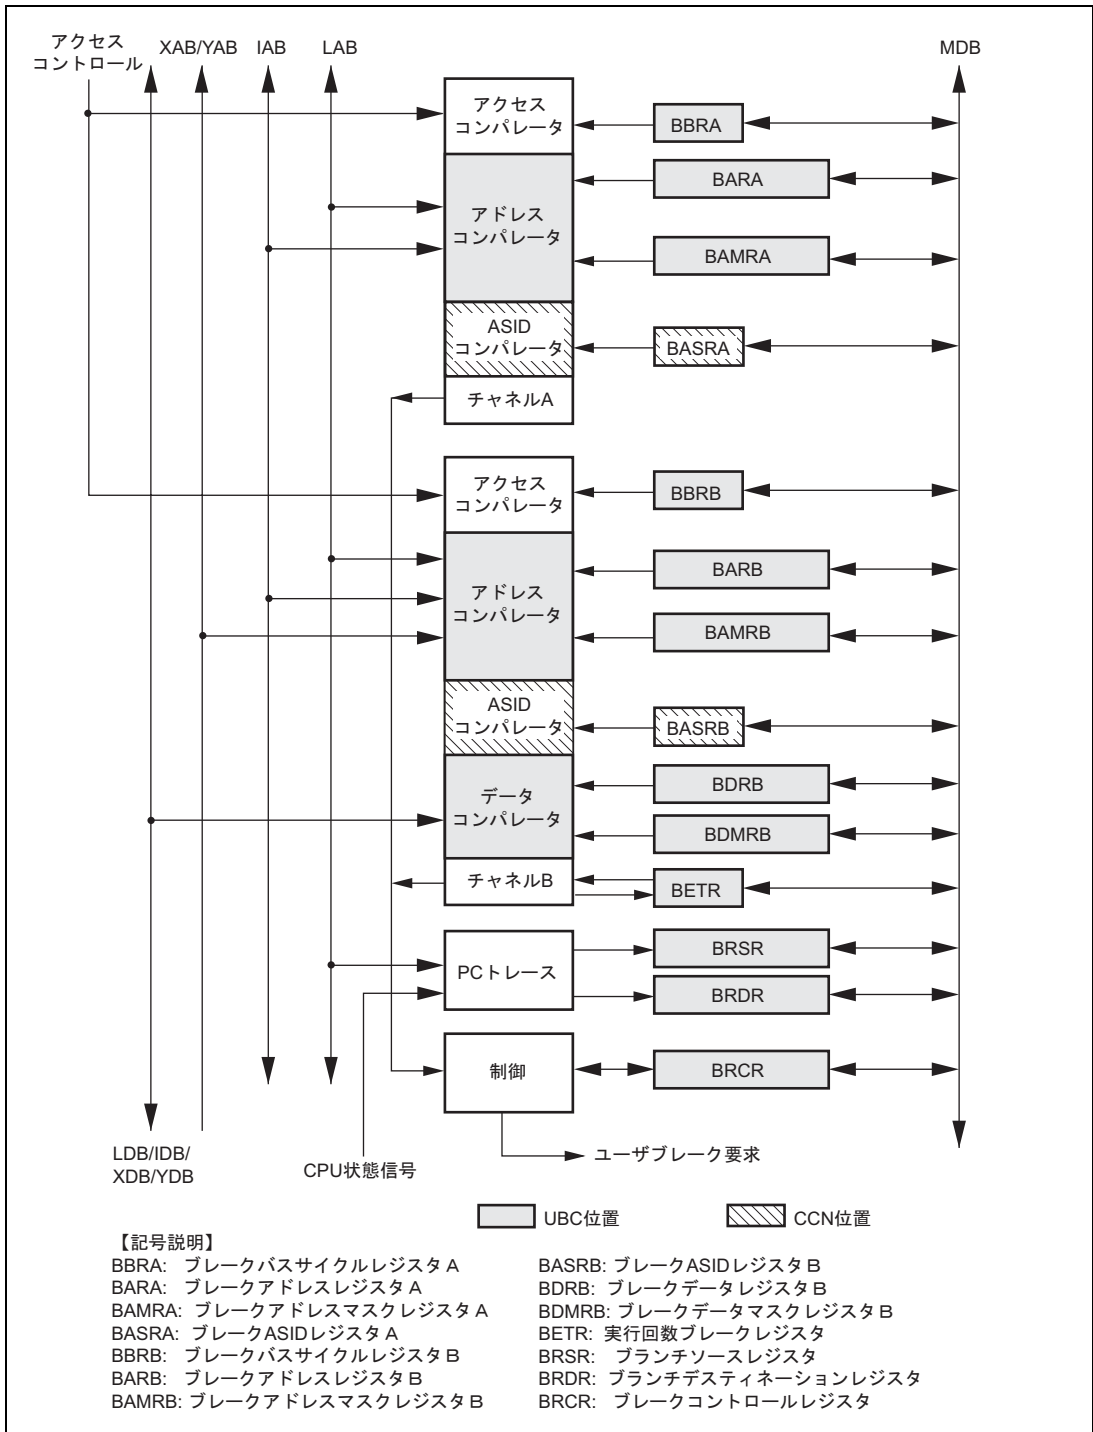 アクセス
コントロール
XAB/YAB
IAB
LAB
MDB
アクセス
コンパレータ
BBRA
BARA
アドレス
コンパレータ
BAMRA
ASID
コンパレータ
BASRA
チャネルA
アクセス
コンパレータ
BBRB
BARB
アドレス
コンパレータ
BAMRB
ASID
コンパレータ
BASRB
データ
コンパレータ
BDRB
BDMRB
チャネルB
BETR
PCトレース
BRSR
BRDR
制御
BRCR
LDB/IDB/
XDB/YDB
CPU状態信号
ユーザブレーク要求
UBC位置
CCN位置
【記号説明】
BBRA: ブレークバスサイクルレジスタA
BARA: ブレークアドレスレジスタA
BAMRA: ブレークアドレスマスクレジスタA
BASRA: ブレークASIDレジスタA
BBRB: ブレークバスサイクルレジスタB
BARB: ブレークアドレスレジスタB
BAMRB: ブレークアドレスマスクレジスタB
BASRB: ブレークASIDレジスタB
BDRB: ブレークデータレジスタB
BDMRB: ブレークデータマスクレジスタB
BETR: 実行回数ブレークレジスタ
BRSR: ブランチソースレジスタ
BRDR: ブランチデスティネーションレジスタ
BRCR: ブレークコントロールレジスタ